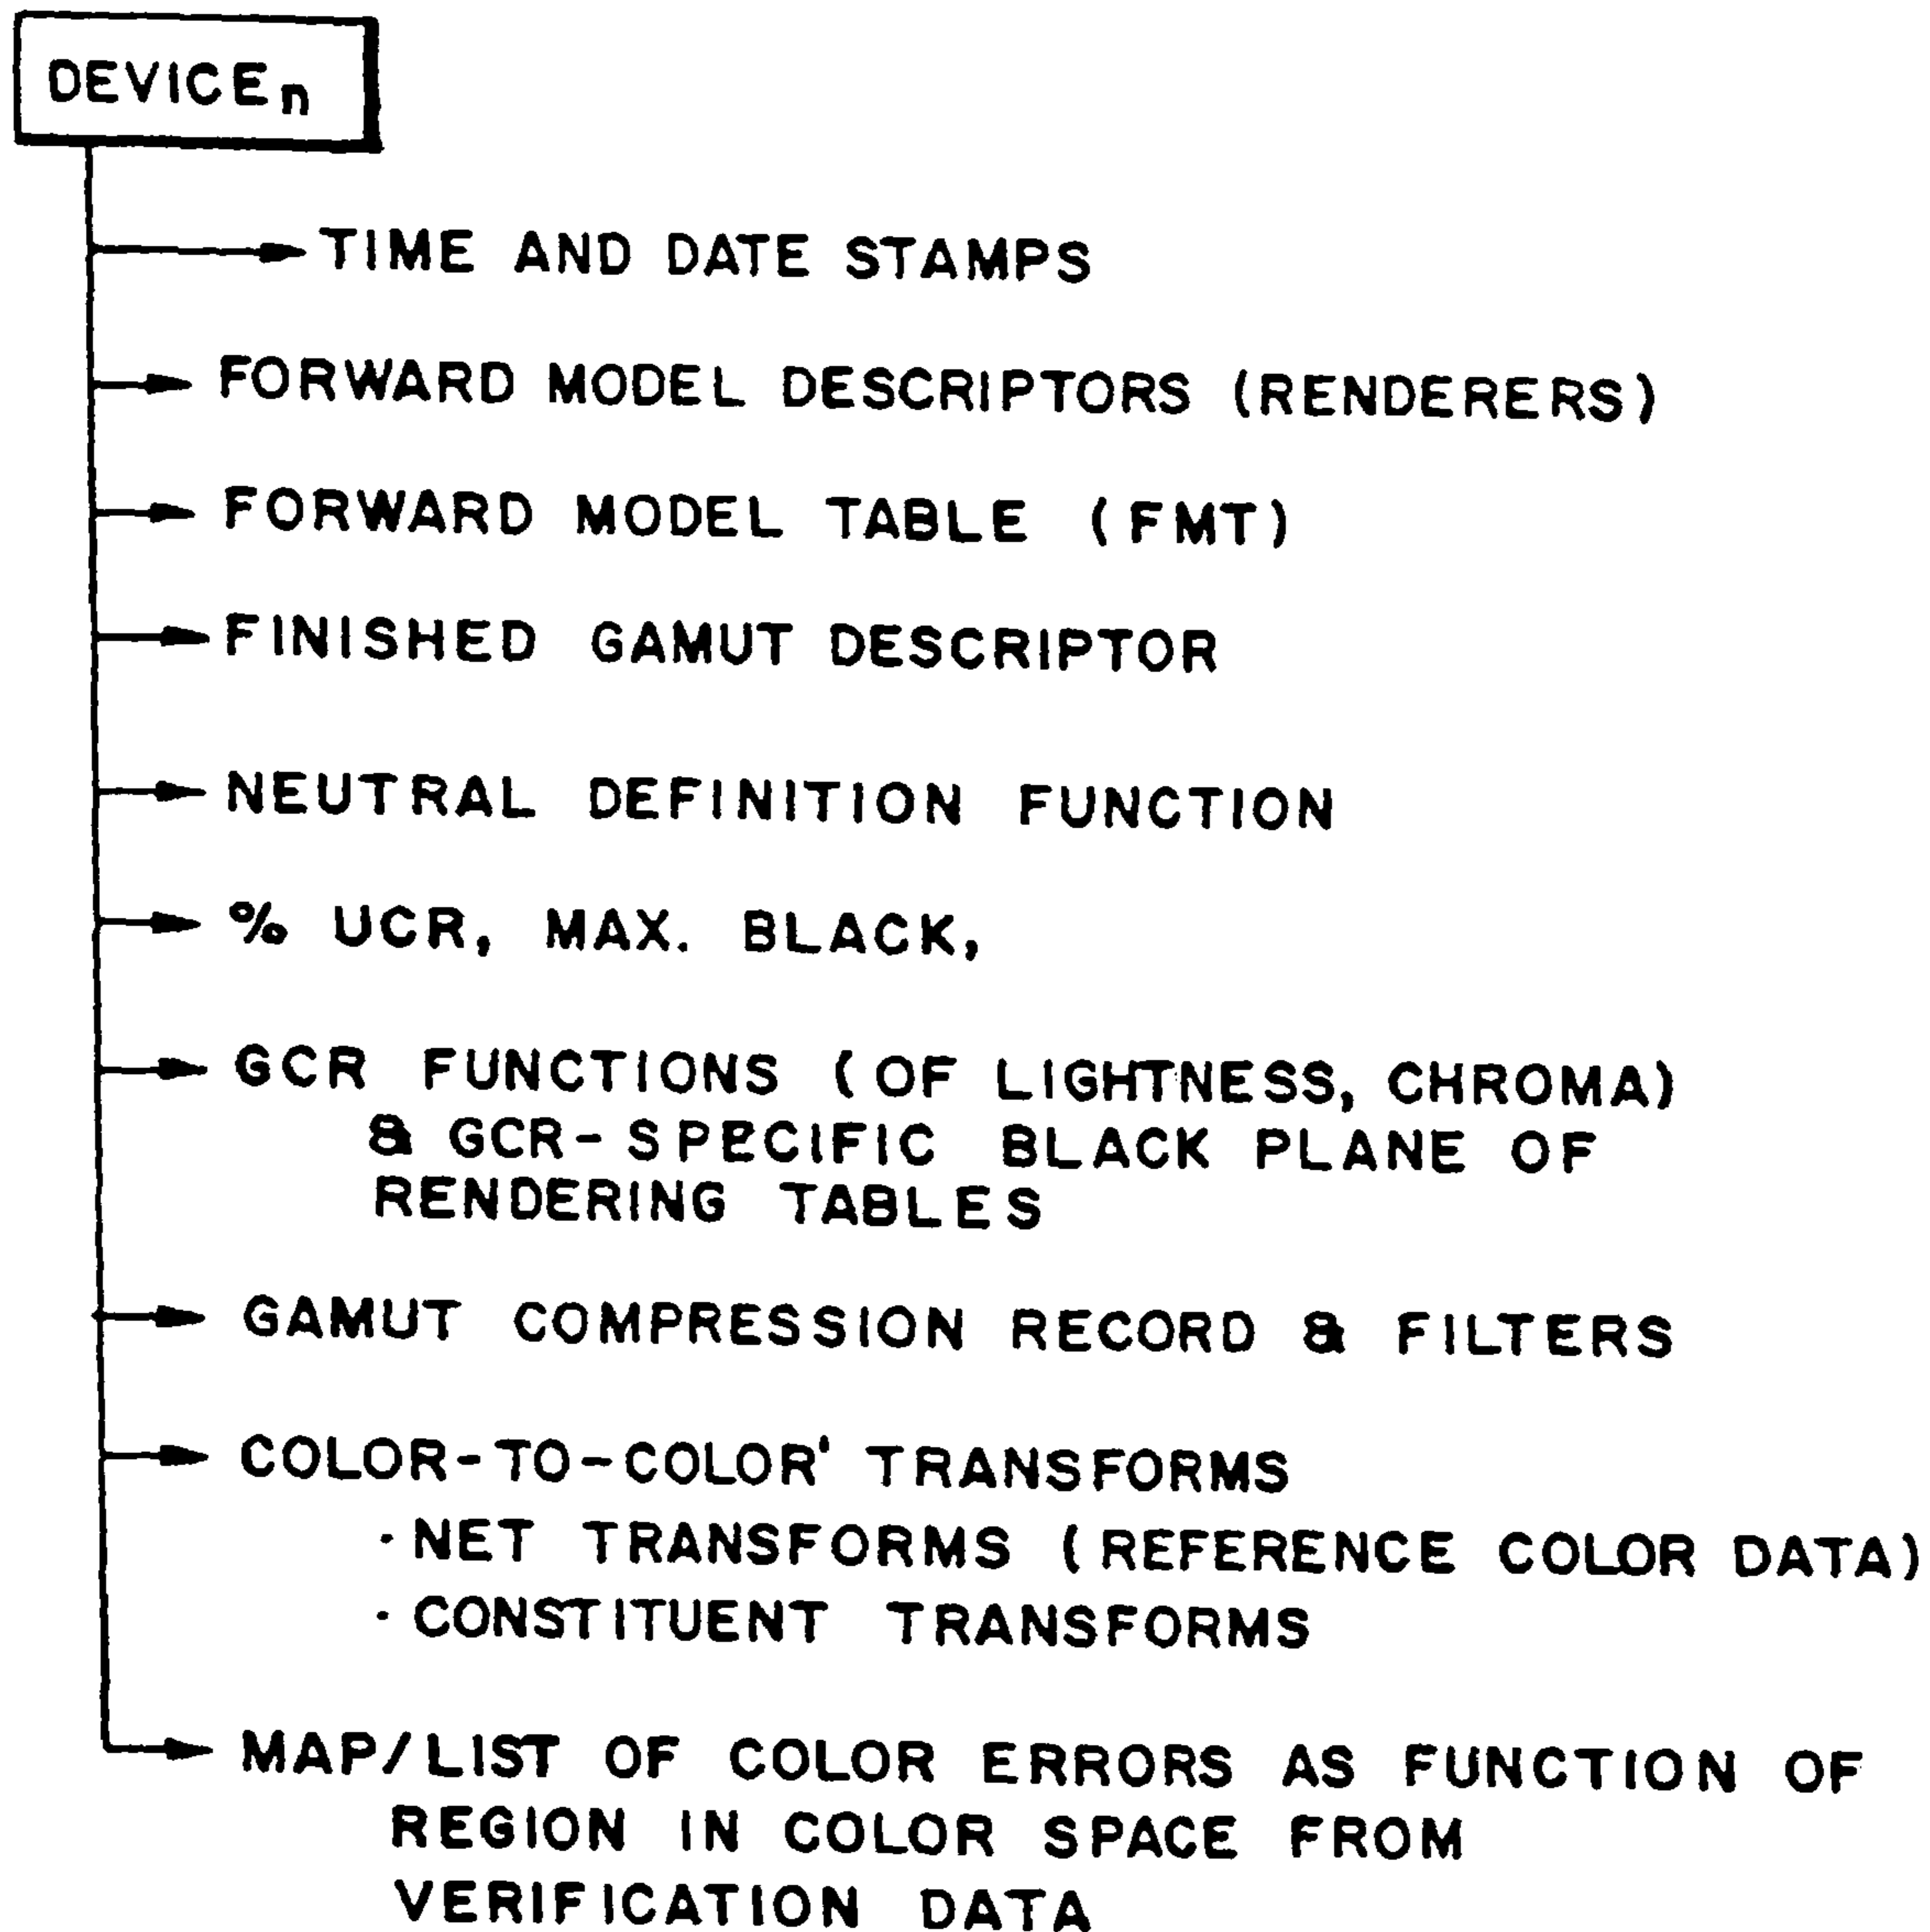 DEVICEn
TIME AND DATE STAMPS
FORWARD MODEL DESCRIPTORS (RENDERERS)
FORWARD MODEL TABLE (FMT)
FINISHED GAMUT DESCRIPTOR
NEUTRAL DEFINITION FUNCTION
% UCR, MAX. BLACK,
GCR FUNCTIONS (OF LIGHTNESS, CHROMA)
& GCR-SPECIFIC BLACK PLANE OF
RENDERING TABLES
GAMUT COMPRESSION RECORD & FILTERS
COLOR-TO-COLOR' TRANSFORMS
· NET TRANSFORMS (REFERENCE COLOR DATA)
· CONSTITUENT TRANSFORMS
MAP/LIST OF COLOR ERRORS AS FUNCTION OF
REGION IN COLOR SPACE FROM
VERIFICATION DATA